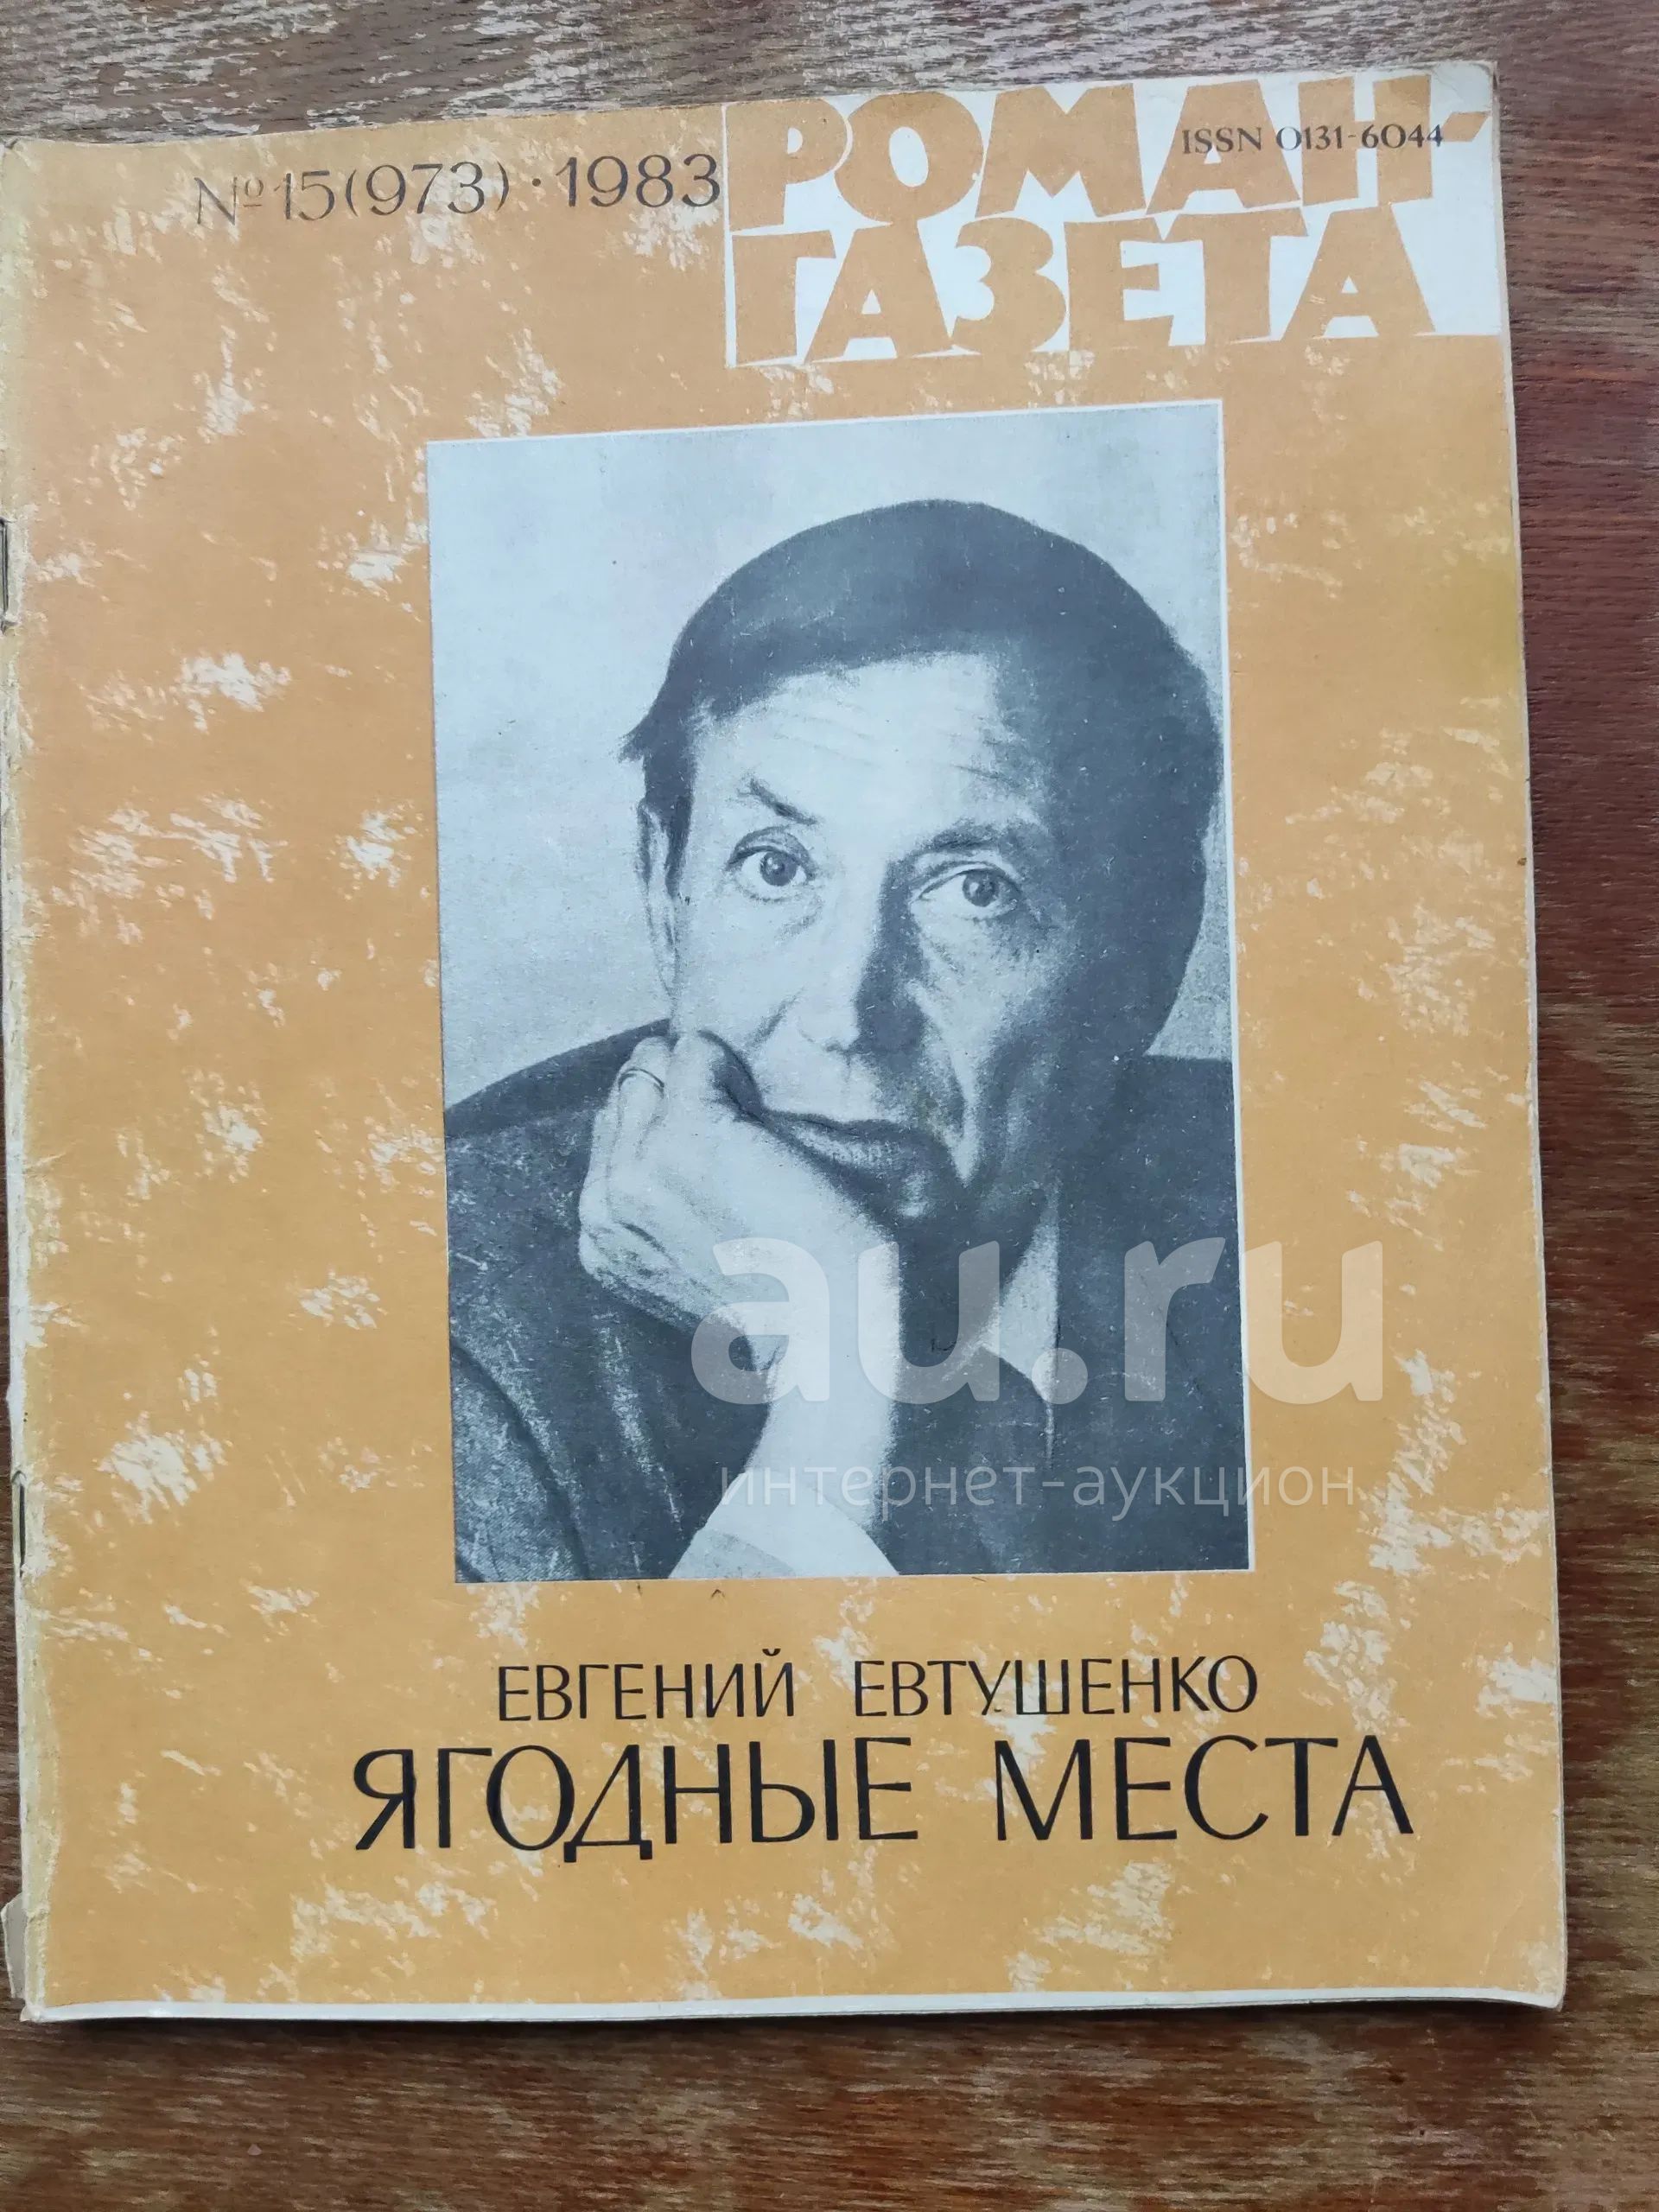 №15(973)·1983
РОМАН-
ISSN 0131-6044
ГАЗЕТА
au.ru
интернет-аукцион
ЕВГЕНИЙ ЕВТУШЕНКО
ЯГОДНЫЕ МЕСТА